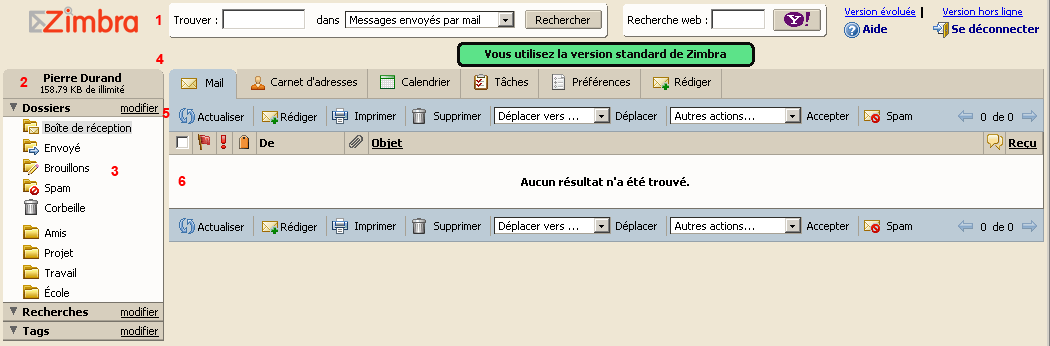 Zimbra
1 Trouver : dans Messages envoyés par mail Rechercher Recherche web : Y! Version évoluée | Version hors ligne
Aide Se déconnecter
4 Vous utilisez la version standard de Zimbra
2 Pierre Durand
158.79 KB de illimité
Mail Carnet d'adresses Calendrier Tâches Préférences Rédiger
Dossiers modifier
5 Actualiser Rédiger Imprimer Supprimer Déplacer vers ... Déplacer Autres actions... Accepter Spam 0 de 0
Boîte de réception
De Objet Reçu
Envoyé
Brouillons 3
Spam
Corbeille
6 Aucun résultat n'a été trouvé.
Actualiser Rédiger Imprimer Supprimer Déplacer vers ... Déplacer Autres actions... Accepter Spam 0 de 0
Amis
Projet
Travail
École
Recherches modifier
Tags modifier